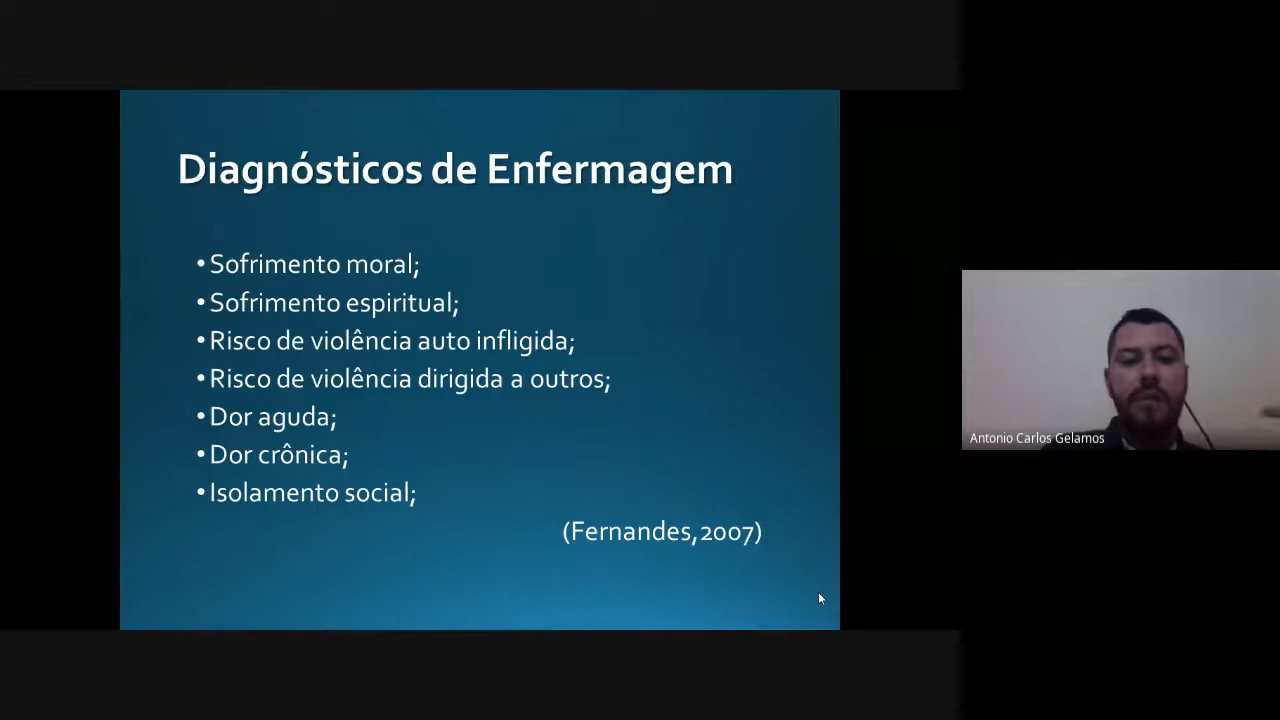 Diagnósticos de Enfermagem
•Sofrimento moral;
•Sofrimento espiritual;
•Risco de violência auto infligida;
•Risco de violência dirigida a outros;
•Dor aguda;
•Dor crônica;
•Isolamento social;
(Fernandes,2007)
Antonio Carlos Gelamos